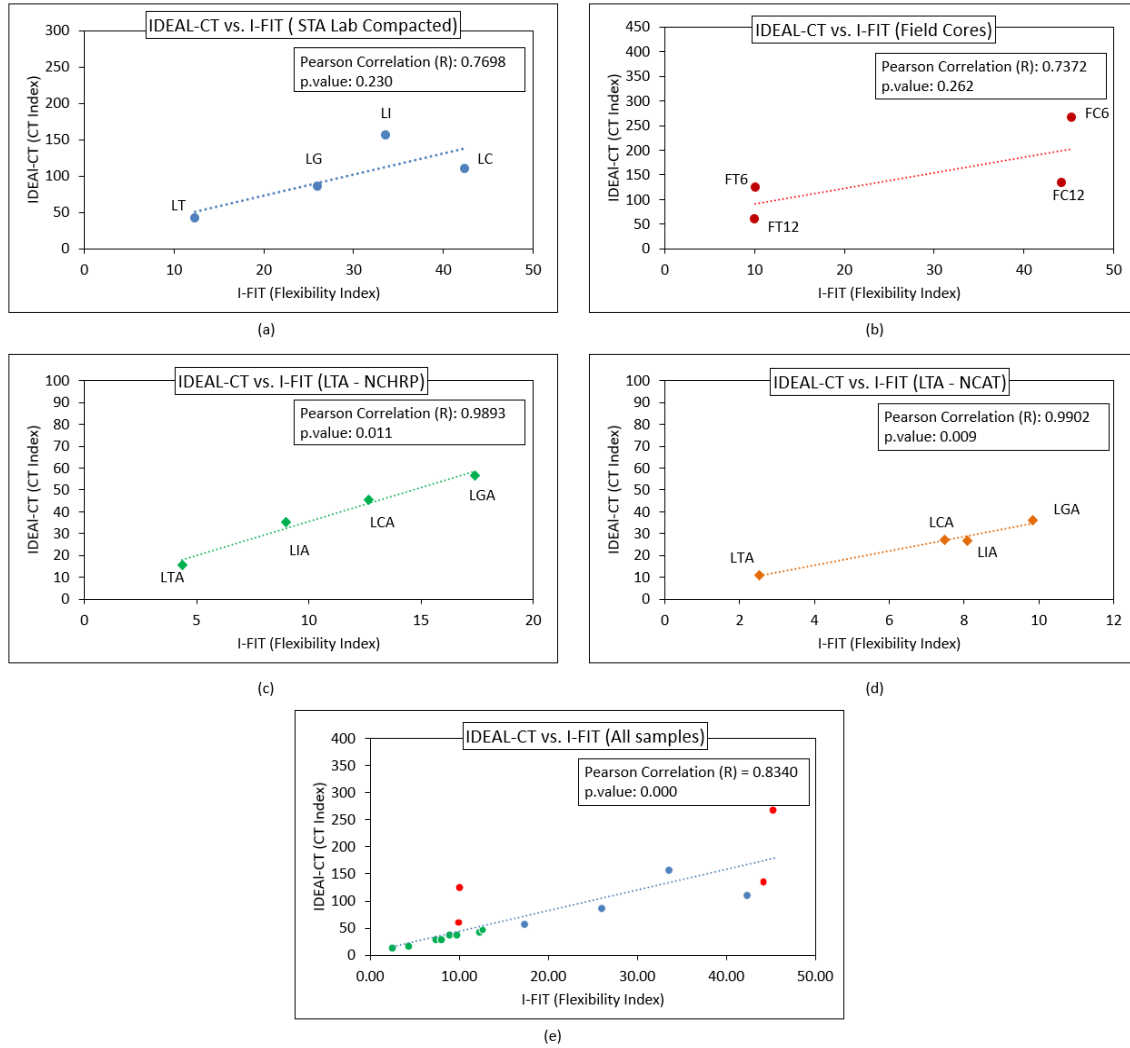 IDEAL-CT vs. I-FIT ( STA Lab Compacted)
Pearson Correlation (R): 0.7698
p.value: 0.230
300
250
200
150
100
50
0
LT
LG
LI
LC
0 10 20 30 40 50
IDEAl-CT (CT Index)
I-FIT (Flexibility Index)
(a)
IDEAL-CT vs. I-FIT (Field Cores)
Pearson Correlation (R): 0.7372
p.value: 0.262
450
400
350
300
250
200
150
100
50
0
FT6
FT12
FC6
FC12
0 10 20 30 40 50
IDEAl-CT (CT Index)
I-FIT (Flexibility Index)
(b)
IDEAL-CT vs. I-FIT (LTA - NCHRP)
Pearson Correlation (R): 0.9893
p.value: 0.011
100
90
80
70
60
50
40
30
20
10
0
LTA
LIA
LCA
LGA
0 5 10 15 20
IDEAl-CT (CT Index)
I-FIT (Flexibility Index)
(c)
IDEAL-CT vs. I-FIT (LTA - NCAT)
Pearson Correlation (R): 0.9902
p.value: 0.009
100
90
80
70
60
50
40
30
20
10
0
LTA
LCA
LIA
LGA
0 2 4 6 8 10 12
IDEAl-CT (CT Index)
I-FIT (Flexibility Index)
(d)
IDEAL-CT vs. I-FIT (All samples)
Pearson Correlation (R) = 0.8340
p.value: 0.000
400
350
300
250
200
150
100
50
0
0.00 10.00 20.00 30.00 40.00 50.00
IDEAl-CT (CT Index)
I-FIT (Flexibility Index)
(e)